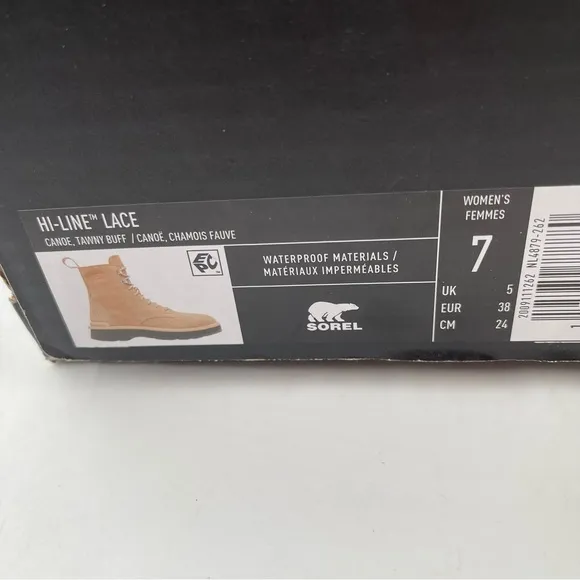 HI-LINE™ LACE
CANOE, TAWNY BUFF / CANOË, CHAMOIS FAUVE
EPC
WATERPROOF MATERIALS /
MATÉRIAUX IMPERMÉABLES
SOREL
WOMEN'S
FEMMES
7
UK 5
EUR 38
CM 24
2009111262 NL4879-262